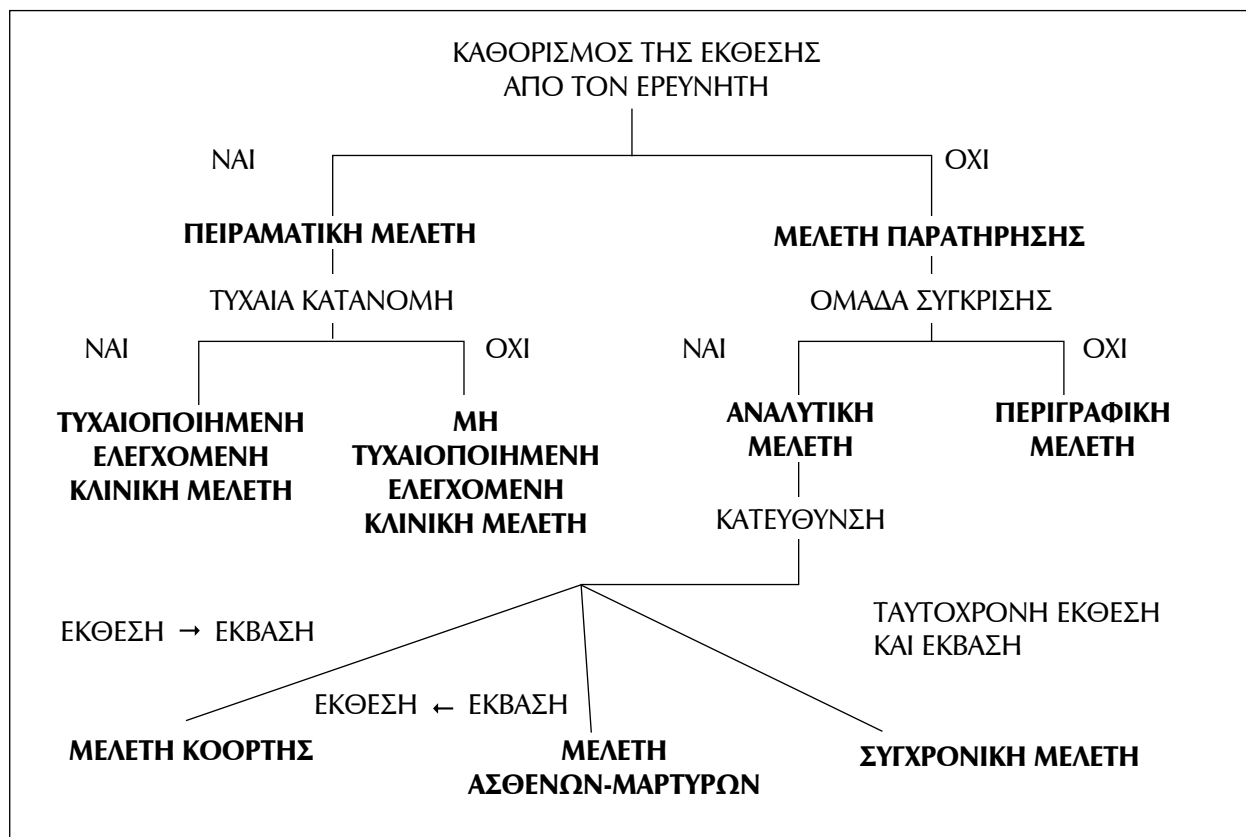 ΚΑΘΟΡΙΣΜΟΣ ΤΗΣ ΕΚΘΕΣΗΣ
ΑΠΟ ΤΟΝ ΕΡΕΥΝΗΤΗ
ΝΑΙ
ΟΧΙ
ΠΕΙΡΑΜΑΤΙΚΗ ΜΕΛΕΤΗ
ΜΕΛΕΤΗ ΠΑΡΑΤΗΡΗΣΗΣ
ΤΥΧΑΙΑ ΚΑΤΑΝΟΜΗ
ΟΜΑΔΑ ΣΥΓΚΡΙΣΗΣ
ΝΑΙ
ΟΧΙ
ΝΑΙ
ΟΧΙ
ΤΥΧΑΙΟΠΟΙΗΜΕΝΗ
ΕΛΕΓΧΟΜΕΝΗ
ΚΛΙΝΙΚΗ ΜΕΛΕΤΗ
ΜΗ
ΤΥΧΑΙΟΠΟΙΗΜΕΝΗ
ΕΛΕΓΧΟΜΕΝΗ
ΚΛΙΝΙΚΗ ΜΕΛΕΤΗ
ΑΝΑΛΥΤΙΚΗ
ΜΕΛΕΤΗ
ΠΕΡΙΓΡΑΦΙΚΗ
ΜΕΛΕΤΗ
ΚΑΤΕΥΘΥΝΣΗ
ΕΚΘΕΣΗ → ΕΚΒΑΣΗ
ΤΑΥΤΟΧΡΟΝΗ ΕΚΘΕΣΗ
ΚΑΙ ΕΚΒΑΣΗ
ΕΚΘΕΣΗ ← ΕΚΒΑΣΗ
ΜΕΛΕΤΗ ΚΟΟΡΤΗΣ
ΜΕΛΕΤΗ
ΑΣΘΕΝΩΝ-ΜΑΡΤΥΡΩΝ
ΣΥΓΧΡΟΝΙΚΗ ΜΕΛΕΤΗ